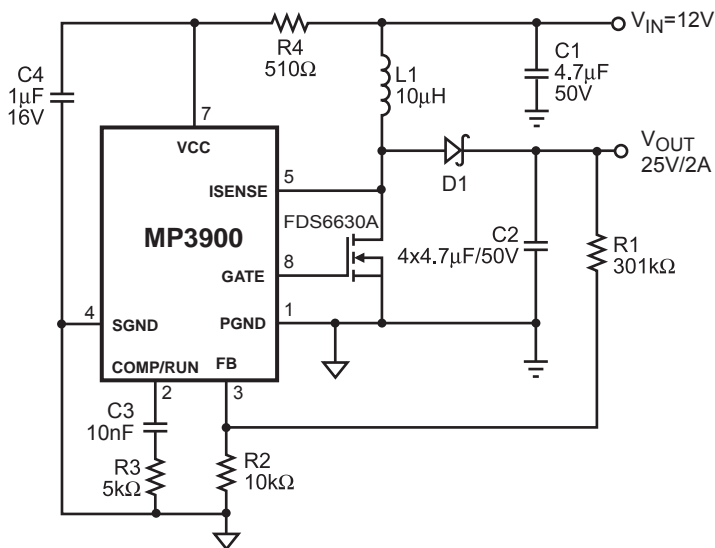 V_IN=12V
R4
510Ω
C4
1μF
16V
L1
10μH
C1
4.7μF
50V
7
VCC
V_OUT
25V/2A
5
ISENSE
D1
FDS6630A
MP3900
C2
4x4.7μF/50V
R1
301kΩ
8
GATE
4
SGND
1
PGND
COMP/RUN
FB
2
3
C3
10nF
R3
5kΩ
R2
10kΩ